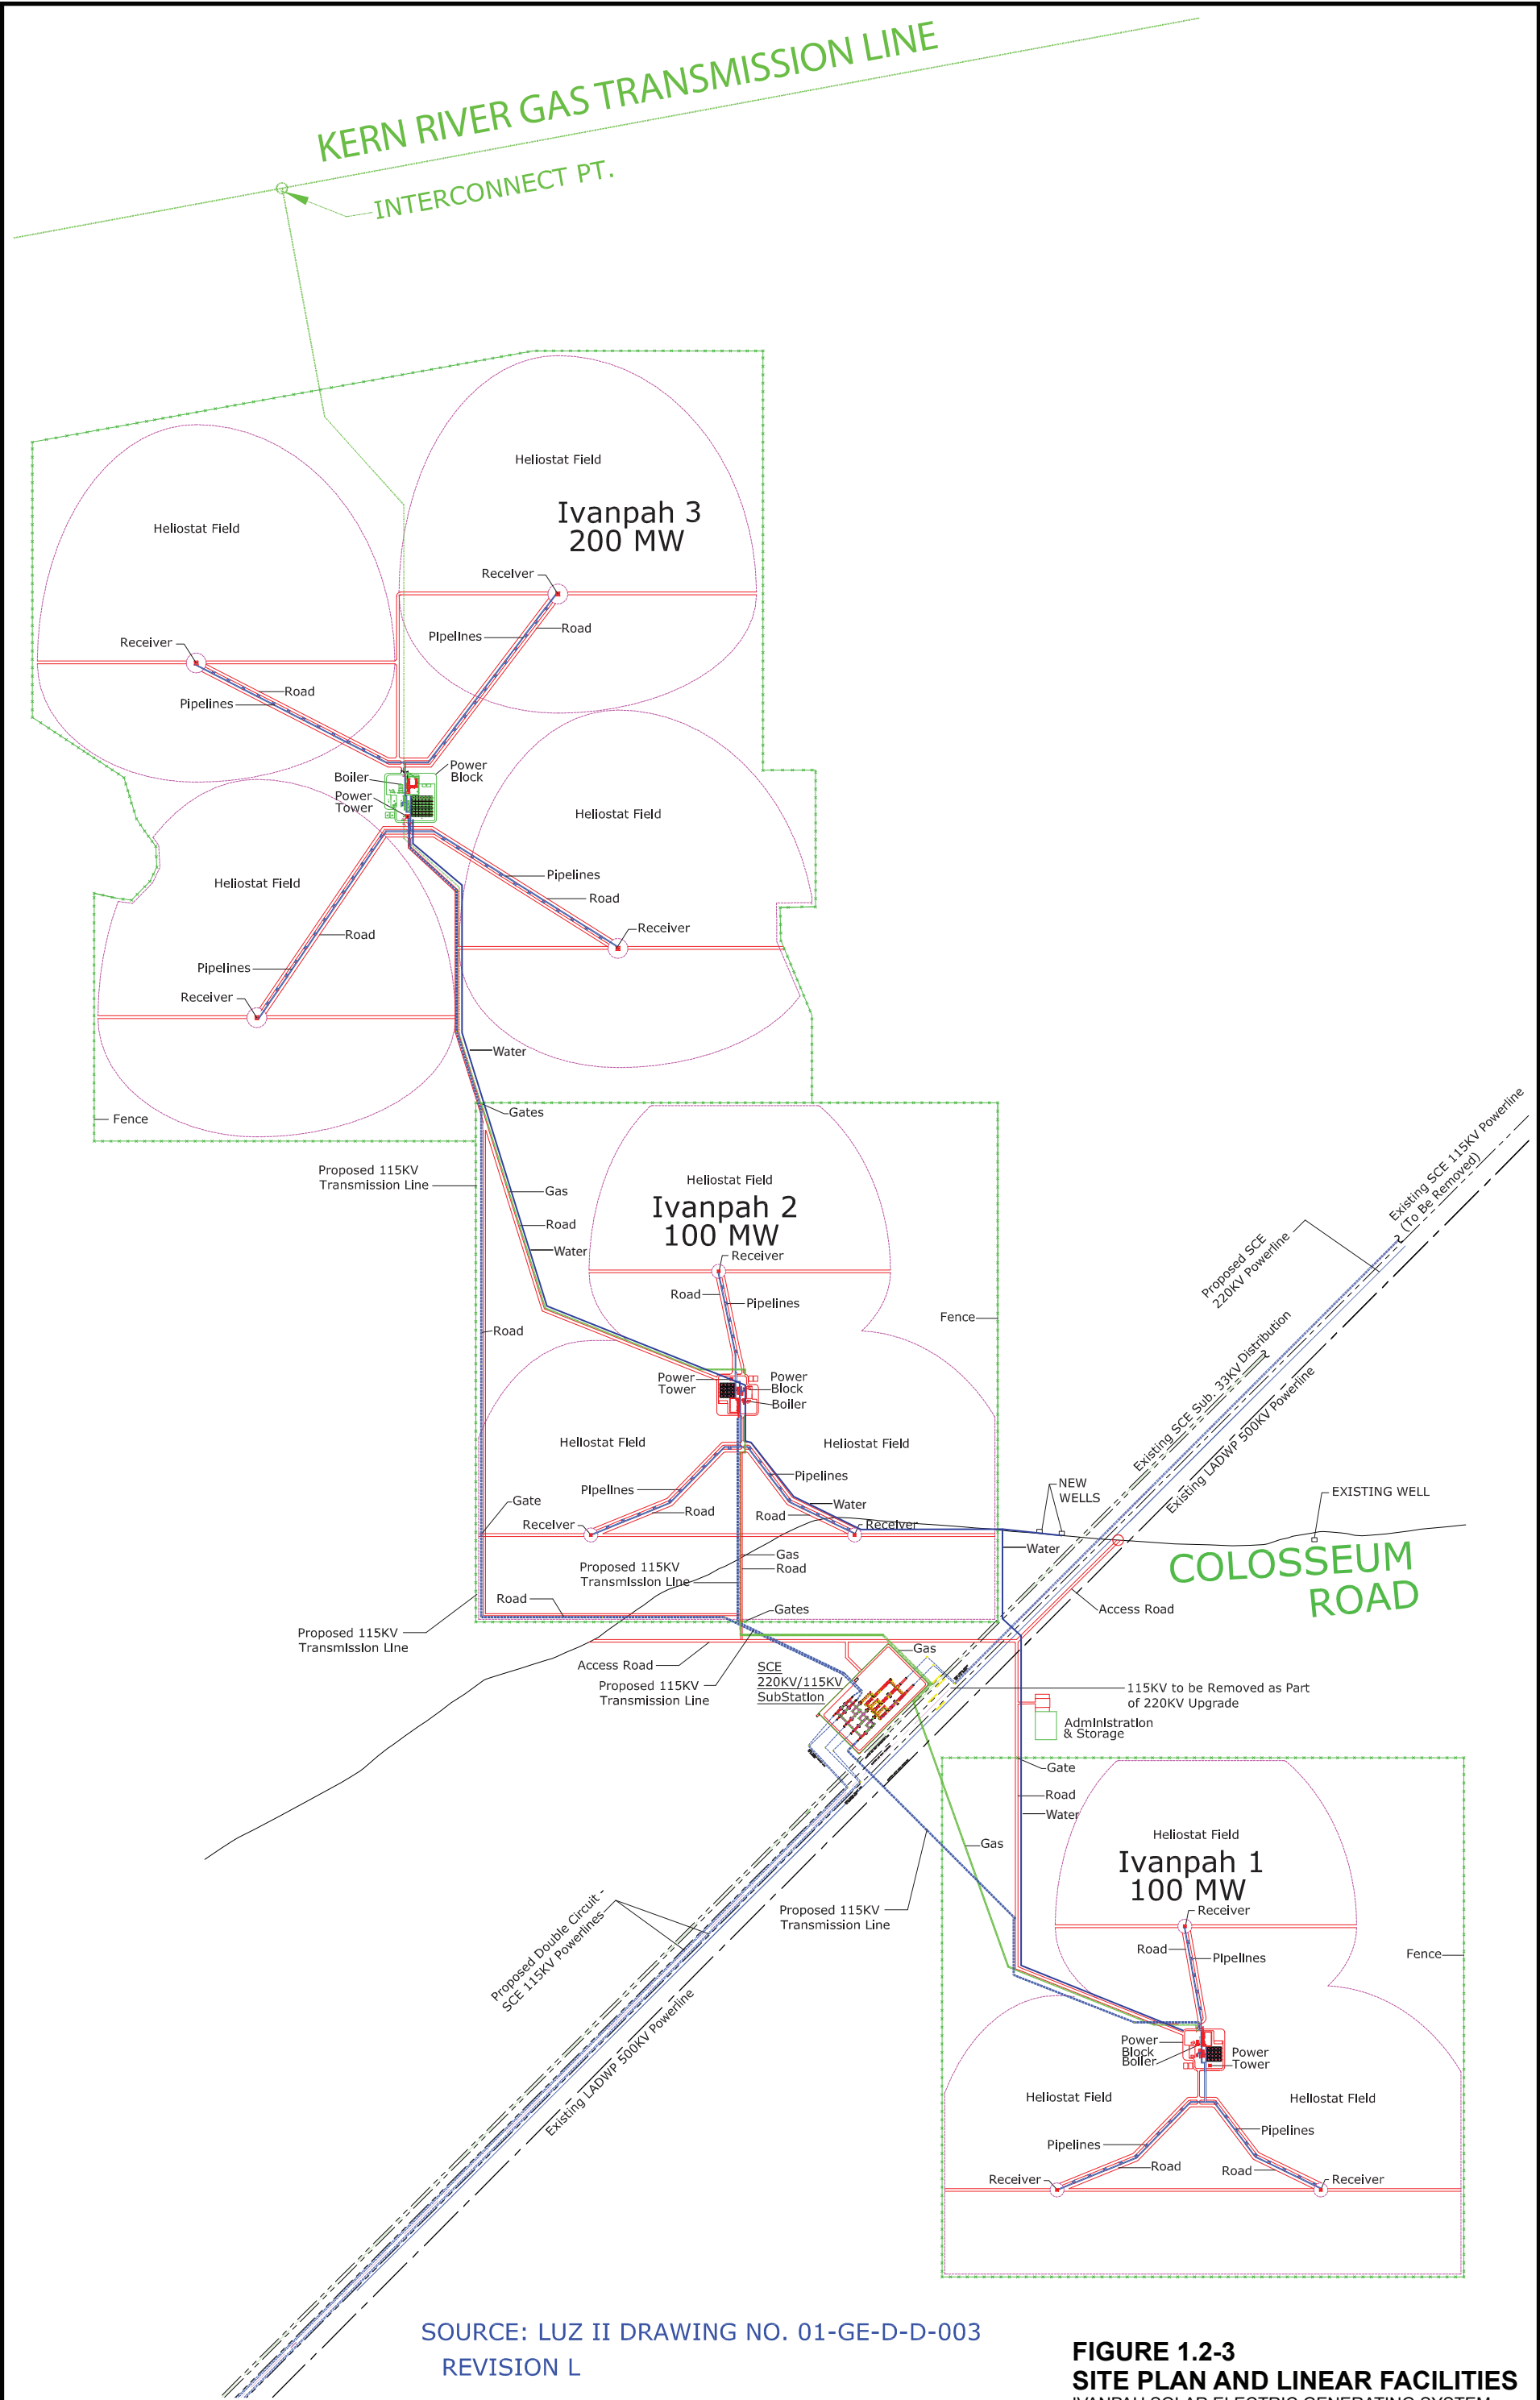 KERN RIVER GAS TRANSMISSION LINE
INTERCONNECT PT.
Heliostat Field
Ivanpah 3
200 MW
Heliostat Field
Receiver
Pipelines
Road
Receiver
Road
Pipelines
Boiler
Power
Block
Power
Tower
Heliostat Field
Heliostat Field
Pipelines
Road
Road
Receiver
Pipelines
Receiver
Water
Fence
Gates
Proposed 115KV
Transmission Line
Heliostat Field
Ivanpah 2
100 MW
Gas
Road
Water
Receiver
Road
Pipelines
Fence
Road
Power
Tower
Power
Block
Boiler
Heliostat Field
Heliostat Field
Pipelines
Pipelines
Gate
Road
Water
Road
Receiver
Receiver
NEW
WELLS
EXISTING WELL
Water
Existing SCE 115KV Powerline
(To Be Removed)
Proposed SCE
220KV Powerline
Existing SCE Sub. 33KV Distribution
Existing LADWP 500KV Powerline
COLOSSEUM
ROAD
Proposed 115KV
Transmission Line
Gas
Road
Road
Gates
Access Road
Proposed 115KV
Transmission Line
Access Road
Proposed 115KV
Transmission Line
SCE
220KV/115KV
SubStation
Gas
115KV to be Removed as Part
of 220KV Upgrade
Administration
& Storage
Gate
Road
Water
Gas
Heliostat Field
Ivanpah 1
100 MW
Proposed 115KV
Transmission Line
Receiver
Road
Pipelines
Fence
Proposed Double Circuit -
SCE 115KV Powerlines
Existing LADWP 500KV Powerline
Power
Block
Boiler
Power
Tower
Heliostat Field
Heliostat Field
Pipelines
Pipelines
Road
Road
Receiver
Receiver
SOURCE: LUZ II DRAWING NO. 01-GE-D-D-003
REVISION L
FIGURE 1.2-3
SITE PLAN AND LINEAR FACILITIES
IVANPAH SOLAR ELECTRIC GENERATING SYSTEM